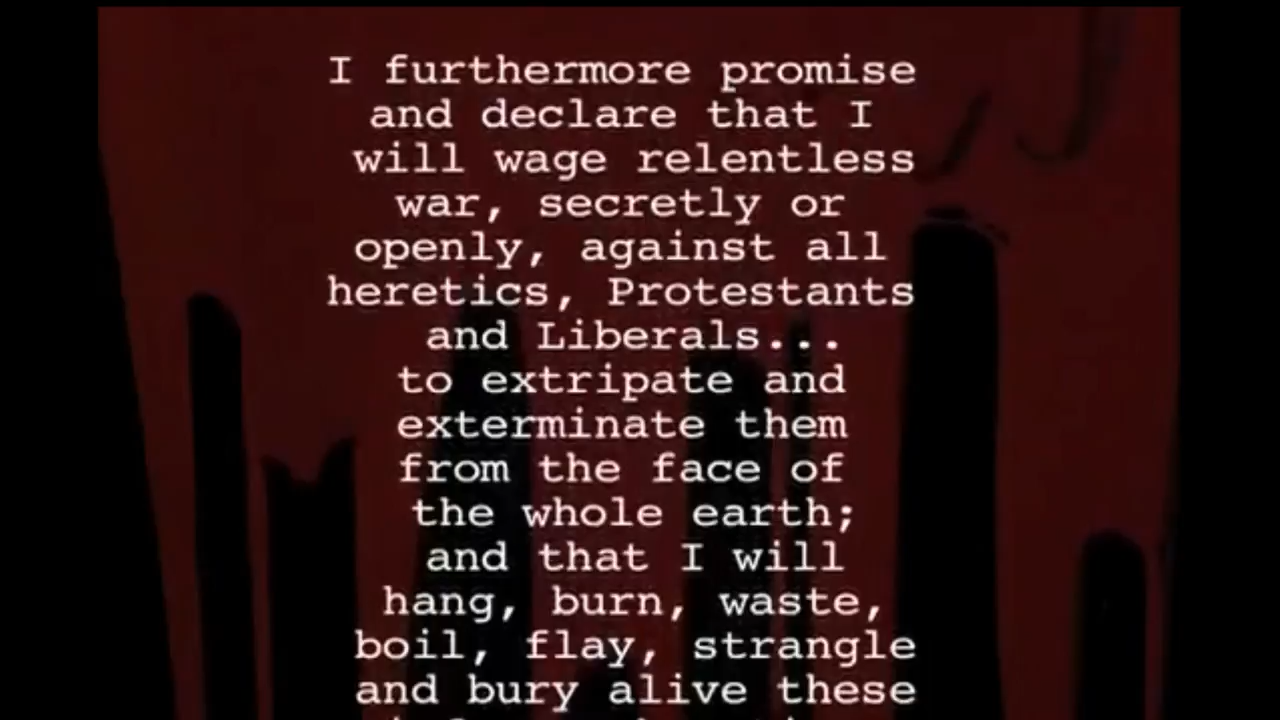 I furthermore promise
and declare that I
will wage relentless
war, secretly or
openly, against all
heretics, Protestants
and Liberals...
to extripate and
exterminate them
from the face of
the whole earth;
and that I will
hang, burn, waste,
boil, flay, strangle
and bury alive these